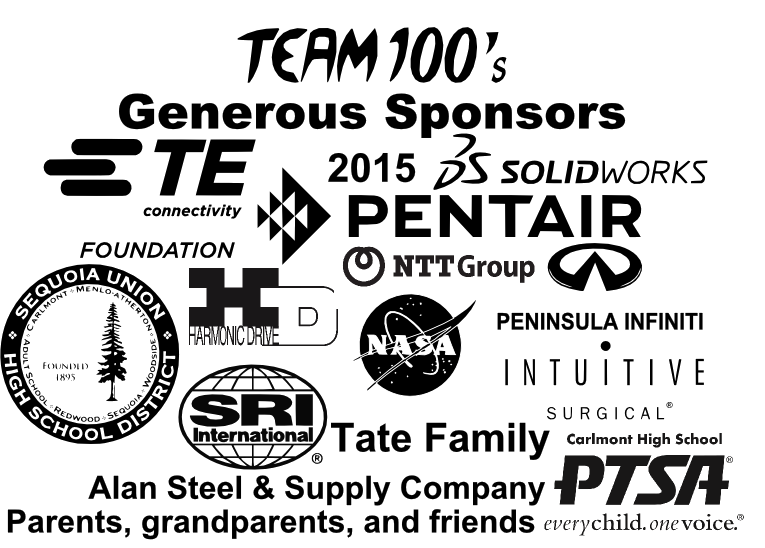 TEAM 100's
Generous Sponsors
TE
connectivity
FOUNDATION
2015
3DS SOLIDWORKS
PENTAIR
NTT Group
SEQUOIA UNION
HIGH SCHOOL DISTRICT
CARLMONT · MENLO-ATHERTON
ADULT SCHOOL · REDWOOD · SEQUOIA · WOODSIDE
FOUNDED
1895
HD
HARMONIC DRIVE
NASA
PENINSULA INFINITI
INTUITIVE
SURGICAL®
SRI
International
®
Tate Family
Carlmont High School
PTSA®
everychild. onevoice.®
Alan Steel & Supply Company
Parents, grandparents, and friends